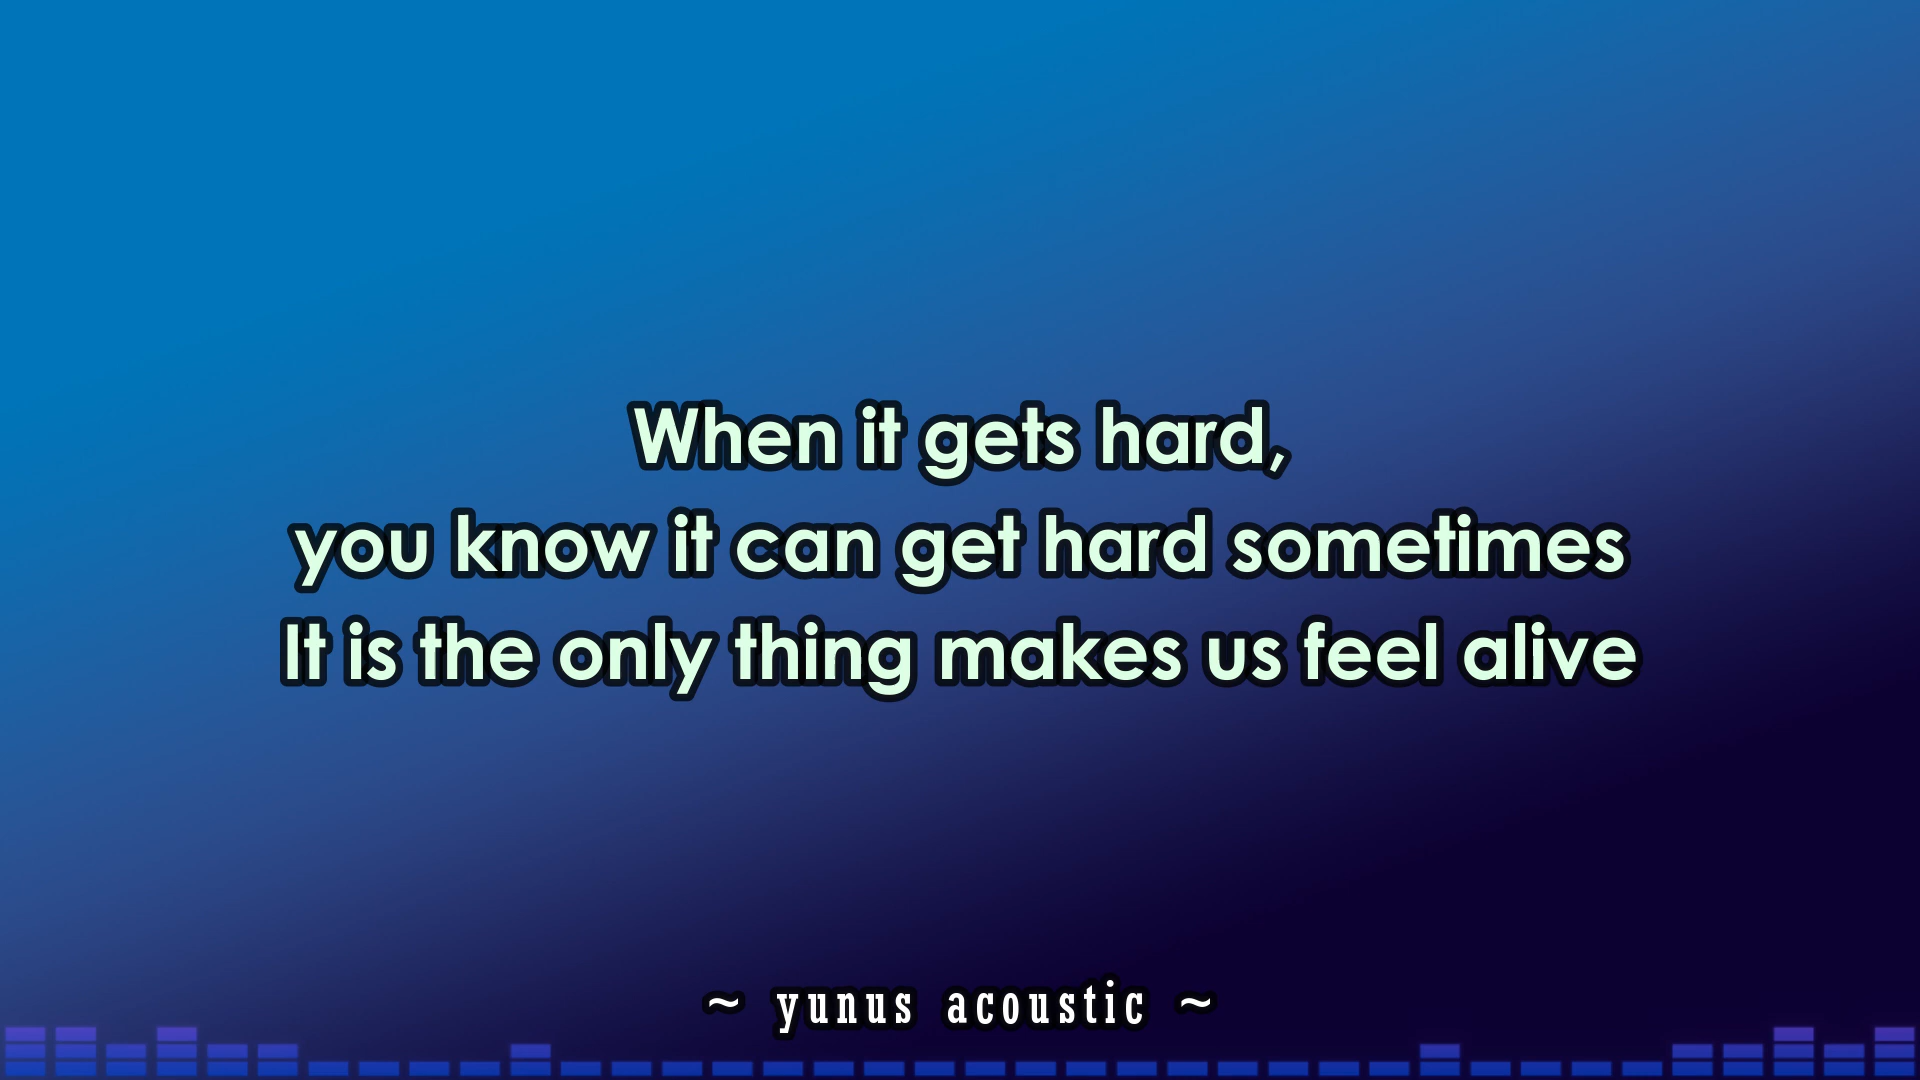 When it gets hard,
you know it can get hard sometimes
It is the only thing makes us feel alive
~ yunus acoustic ~